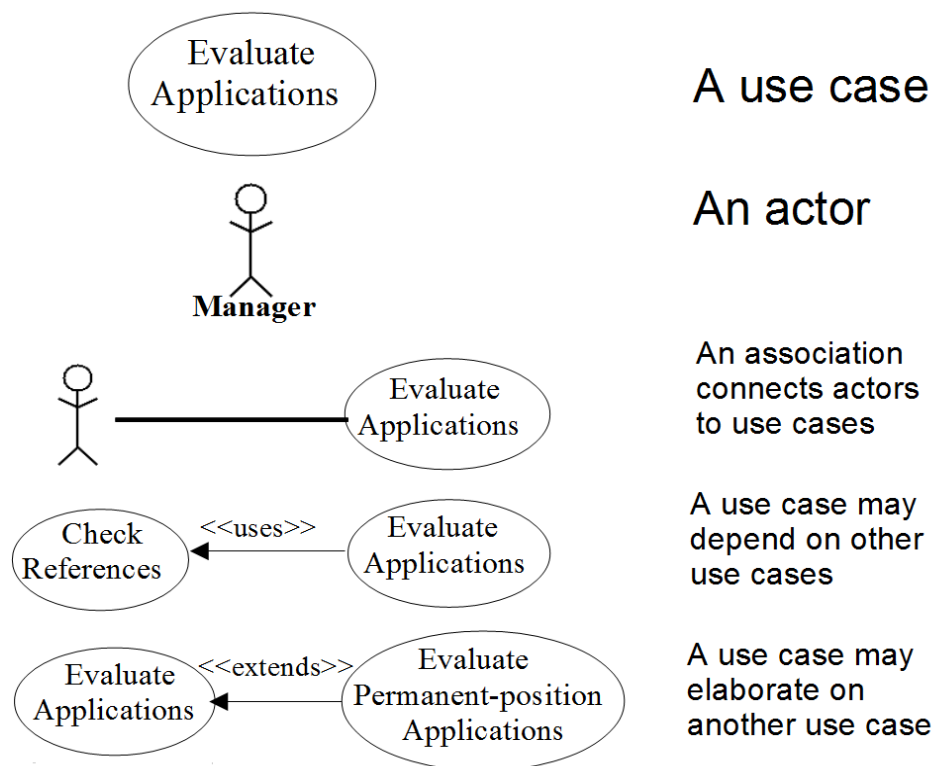 Evaluate
Applications
A use case
An actor
Manager
Evaluate
Applications
An association
connects actors
to use cases
Check
References
<<uses>>
Evaluate
Applications
A use case may
depend on other
use cases
Evaluate
Applications
<<extends>>
Evaluate
Permanent-position
Applications
A use case may
elaborate on
another use case